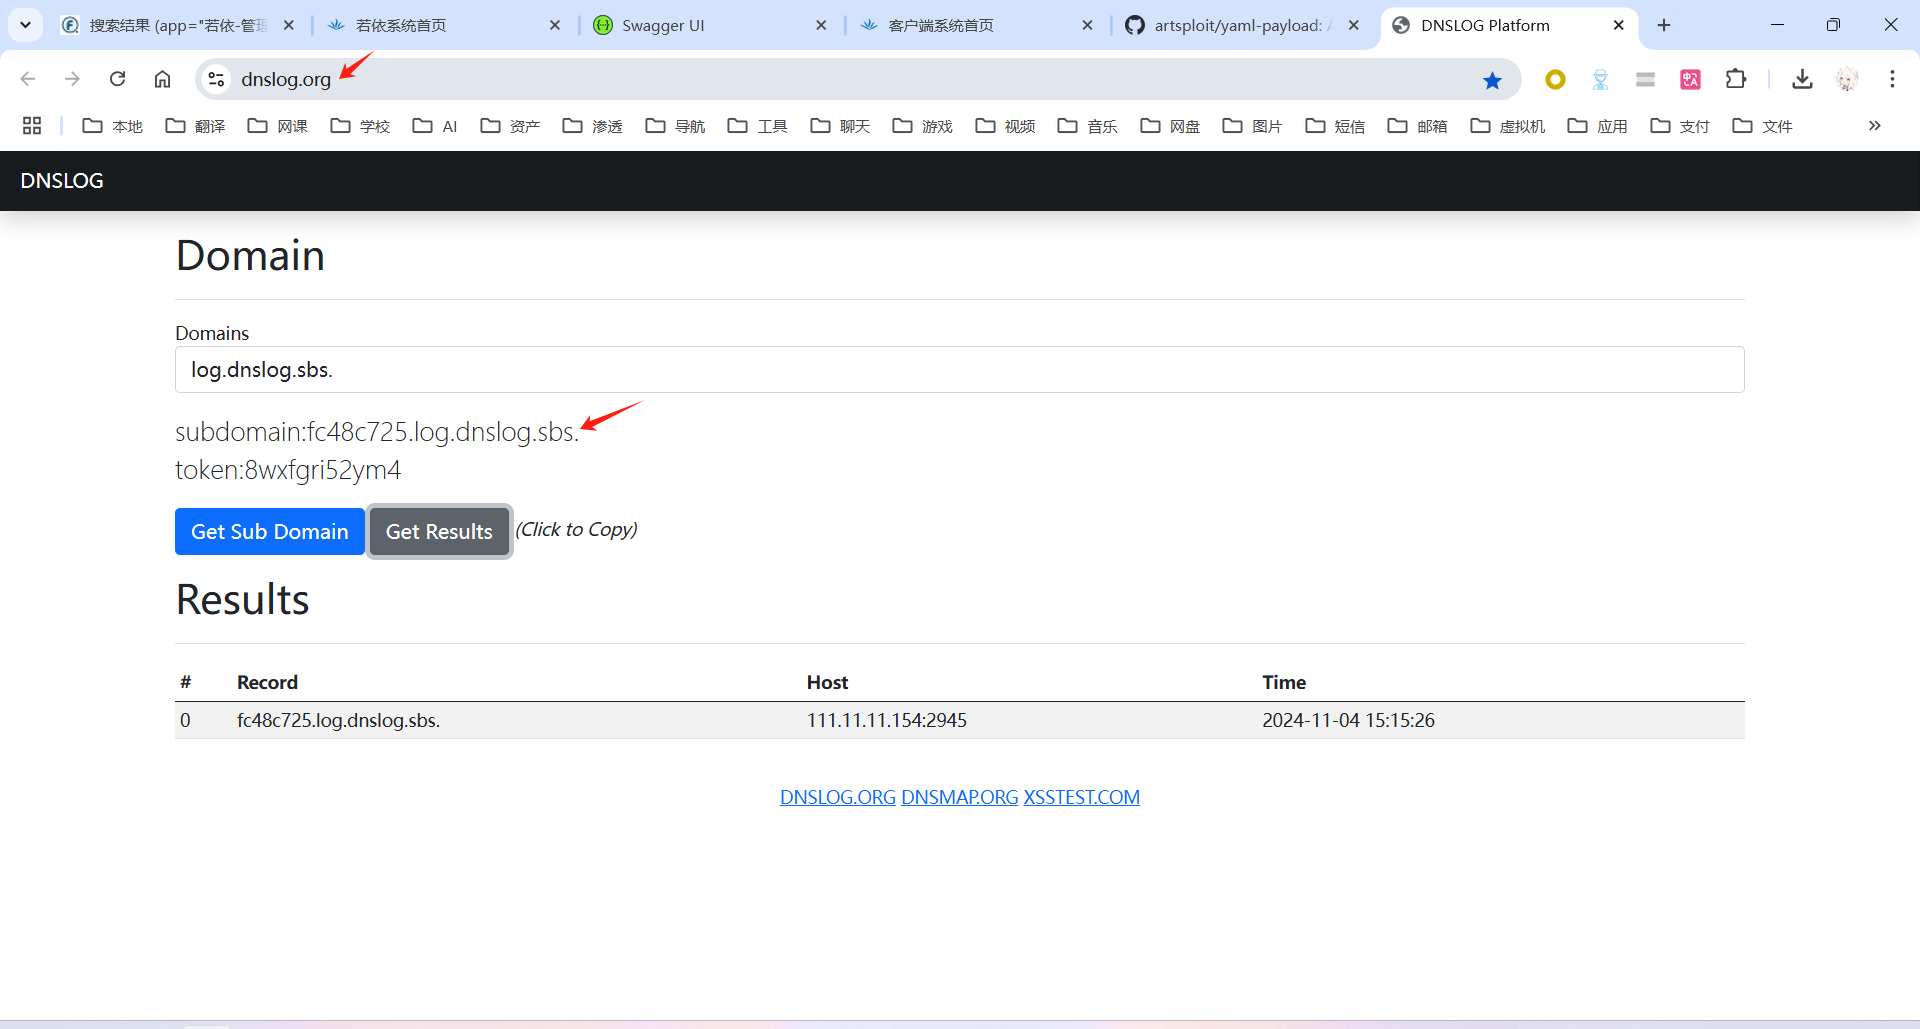 搜索结果 (app="若依-管理
若依系统首页
Swagger UI
客户端系统首页
artsploit/yaml-payload: A
DNSLOG Platform
dnslog.org
本地
翻译
网课
学校
AI
资产
渗透
导航
工具
聊天
游戏
视频
音乐
网盘
图片
短信
邮箱
虚拟机
应用
支付
文件
DNSLOG
Domain
Domains
log.dnslog.sbs.
subdomain:fc48c725.log.dnslog.sbs.
token:8wxfgri52ym4
Get Sub Domain Get Results (Click to Copy)
Results
# Record Host Time
0 fc48c725.log.dnslog.sbs. 111.11.11.154:2945 2024-11-04 15:15:26
DNSLOG.ORG DNSMAP.ORG XSSTEST.COM